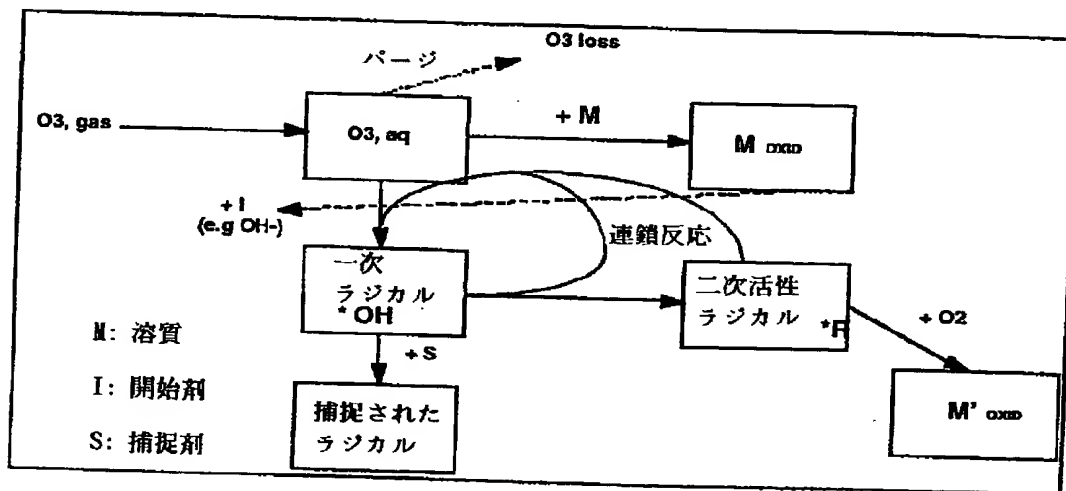 O3 loss
パージ
O3, gas
O3, aq
+ M
M OXID
+ I
(e.g OH-)
連鎖反応
一次
ラジカル
* OH
二次活性
ラジカル *R
+ O2
M: 溶質
+ S
I: 開始剤
捕捉された
ラジカル
M' OXID
S: 捕捉剤